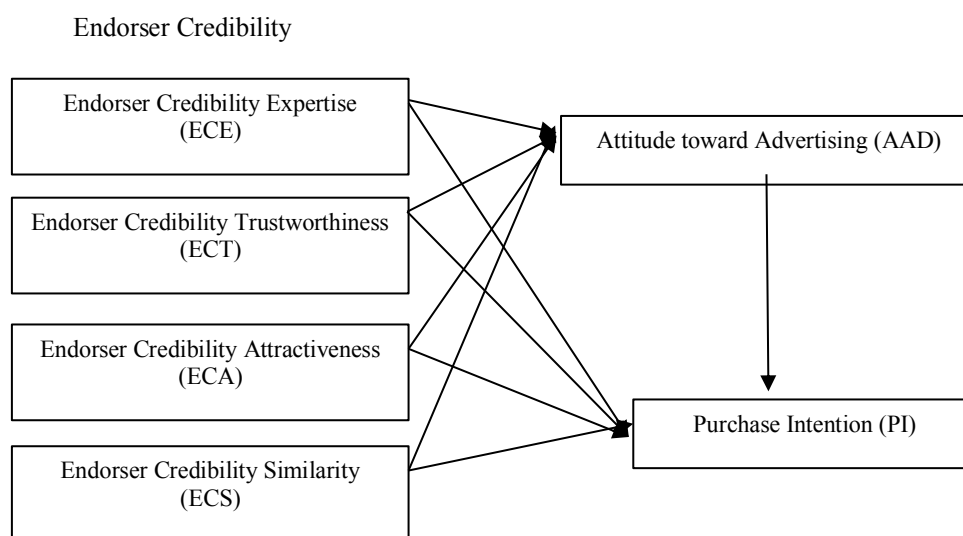 Endorser Credibility
Endorser Credibility Expertise
(ECE)
Endorser Credibility Trustworthiness
(ECT)
Endorser Credibility Attractiveness
(ECA)
Endorser Credibility Similarity
(ECS)
Attitude toward Advertising (AAD)
Purchase Intention (PI)